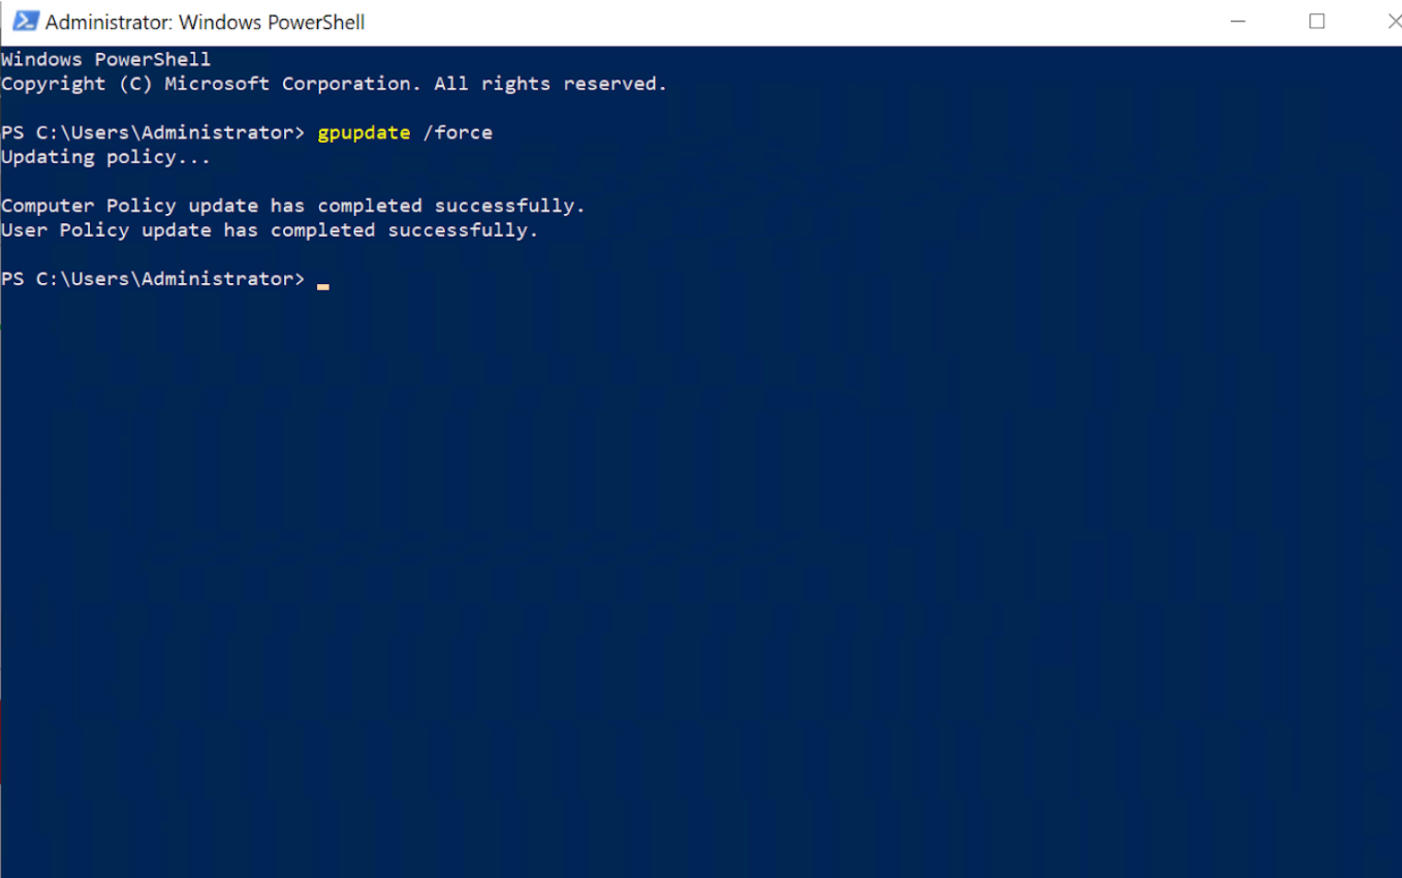 Administrator: Windows PowerShell
Windows PowerShell
Copyright (C) Microsoft Corporation. All rights reserved.
PS C:\Users\Administrator> gpupdate /force
Updating policy...
Computer Policy update has completed successfully.
User Policy update has completed successfully.
PS C:\Users\Administrator>